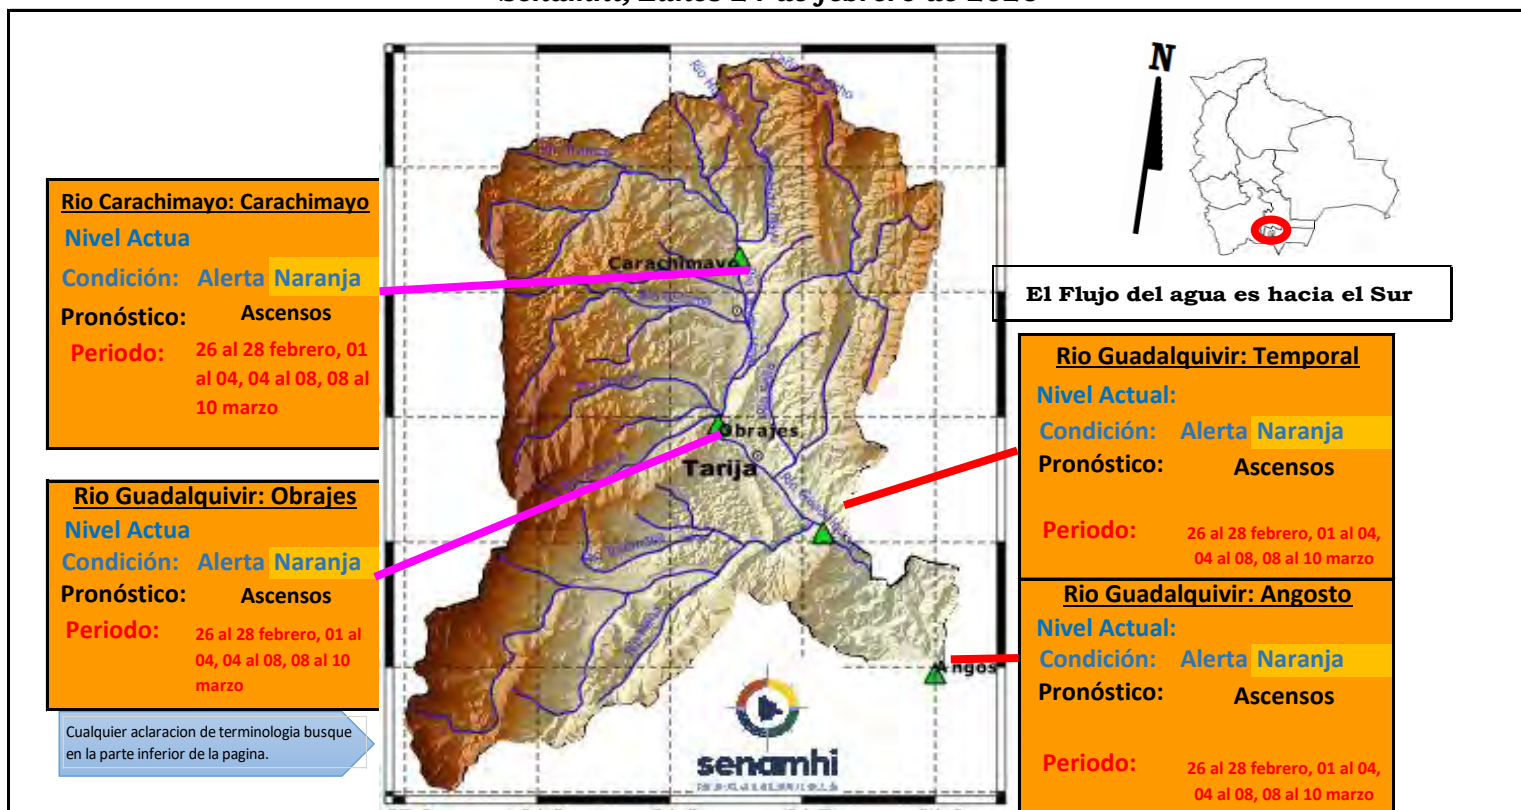 N
Rio Carachimayo: Carachimayo
Nivel Actua
Condición: Alerta Naranja
Pronóstico: Ascensos
Periodo: 26 al 28 febrero, 01
al 04, 04 al 08, 08 al
10 marzo
Rio Guadalquivir: Obrajes
Nivel Actua
Condición: Alerta Naranja
Pronóstico: Ascensos
Periodo: 26 al 28 febrero, 01 al
04, 04 al 08, 08 al 10
marzo
Cualquier aclaracion de terminologia busque
en la parte inferior de la pagina.
Carachimayo
Obrajes
Tarija
Angos
senamhi
El Flujo del agua es hacia el Sur
Rio Guadalquivir: Temporal
Nivel Actual:
Condición: Alerta Naranja
Pronóstico: Ascensos
Periodo: 26 al 28 febrero, 01 al 04,
04 al 08, 08 al 10 marzo
Rio Guadalquivir: Angosto
Nivel Actual:
Condición: Alerta Naranja
Pronóstico: Ascensos
Periodo: 26 al 28 febrero, 01 al 04,
04 al 08, 08 al 10 marzo